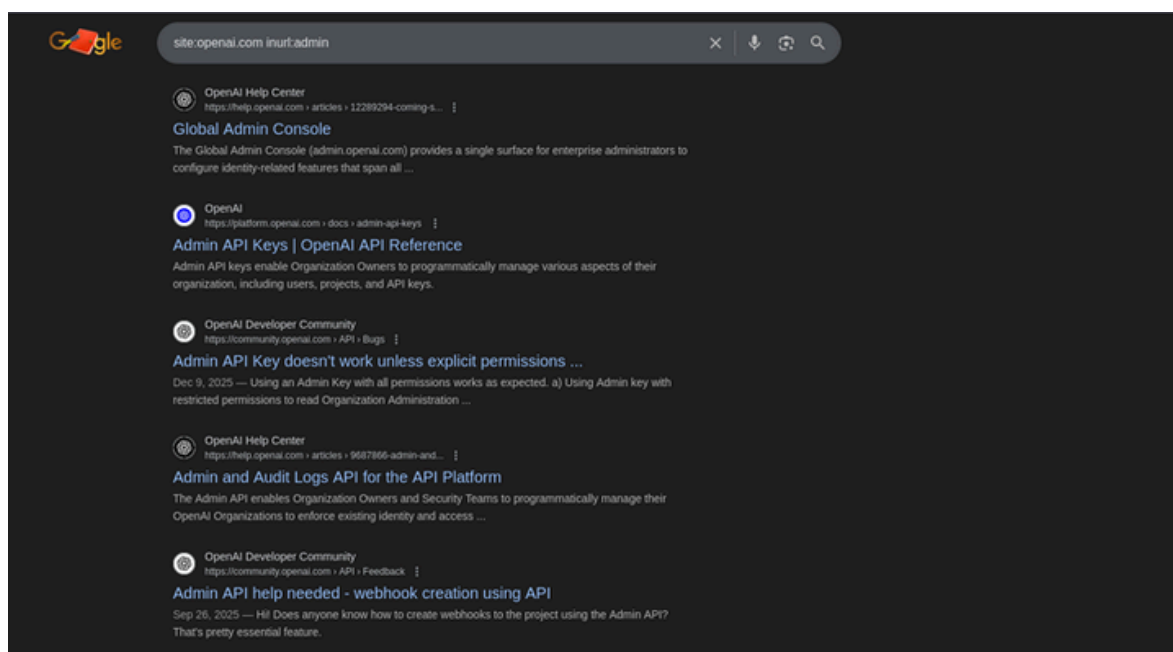 Google
site:openai.com inurl:admin
OpenAI Help Center
https://help.openai.com › articles › 12289294-coming-s...
Global Admin Console
The Global Admin Console (admin.openai.com) provides a single surface for enterprise administrators to
configure identity-related features that span all ...
OpenAI
https://platform.openai.com › docs › admin-api-keys
Admin API Keys | OpenAI API Reference
Admin API keys enable Organization Owners to programmatically manage various aspects of their
organization, including users, projects, and API keys.
OpenAI Developer Community
https://community.openai.com › API › Bugs
Admin API Key doesn't work unless explicit permissions ...
Dec 9, 2025 — Using an Admin Key with all permissions works as expected. a) Using Admin key with
restricted permissions to read Organization Administration ...
OpenAI Help Center
https://help.openai.com › articles › 9687866-admin-and...
Admin and Audit Logs API for the API Platform
The Admin API enables Organization Owners and Security Teams to programmatically manage their
OpenAI Organizations to enforce existing identity and access ...
OpenAI Developer Community
https://community.openai.com › API › Feedback
Admin API help needed - webhook creation using API
Sep 26, 2025 — Hi! Does anyone know how to create webhooks to the project using the Admin API?
That's pretty essential feature.